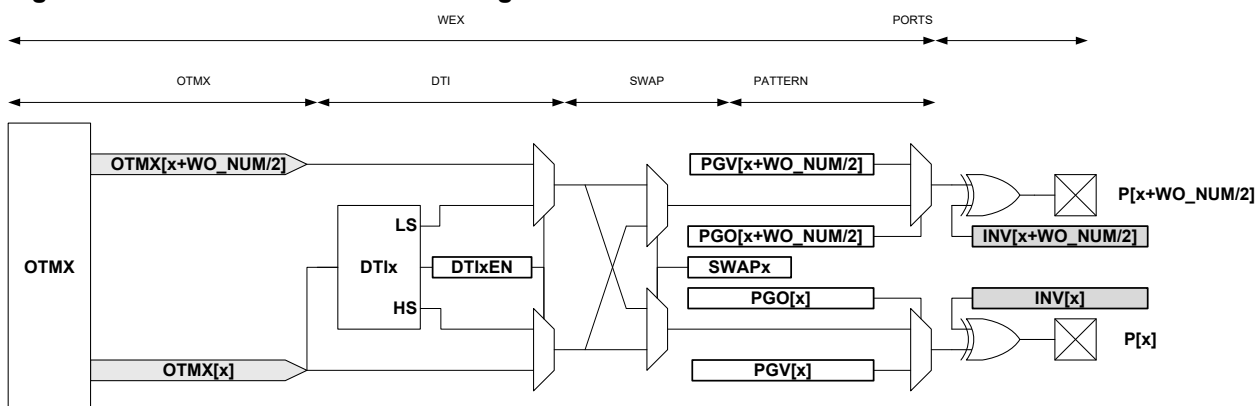 WEX PORTS
OTMX DTI SWAP PATTERN
OTMX[x+WO_NUM/2] PGV[x+WO_NUM/2]
P[x+WO_NUM/2]
LS
PGO[x+WO_NUM/2] INV[x+WO_NUM/2]
OTMX DTIx DTIxEN SWAPx
HS PGO[x] INV[x]
P[x]
OTMX[x] PGV[x]